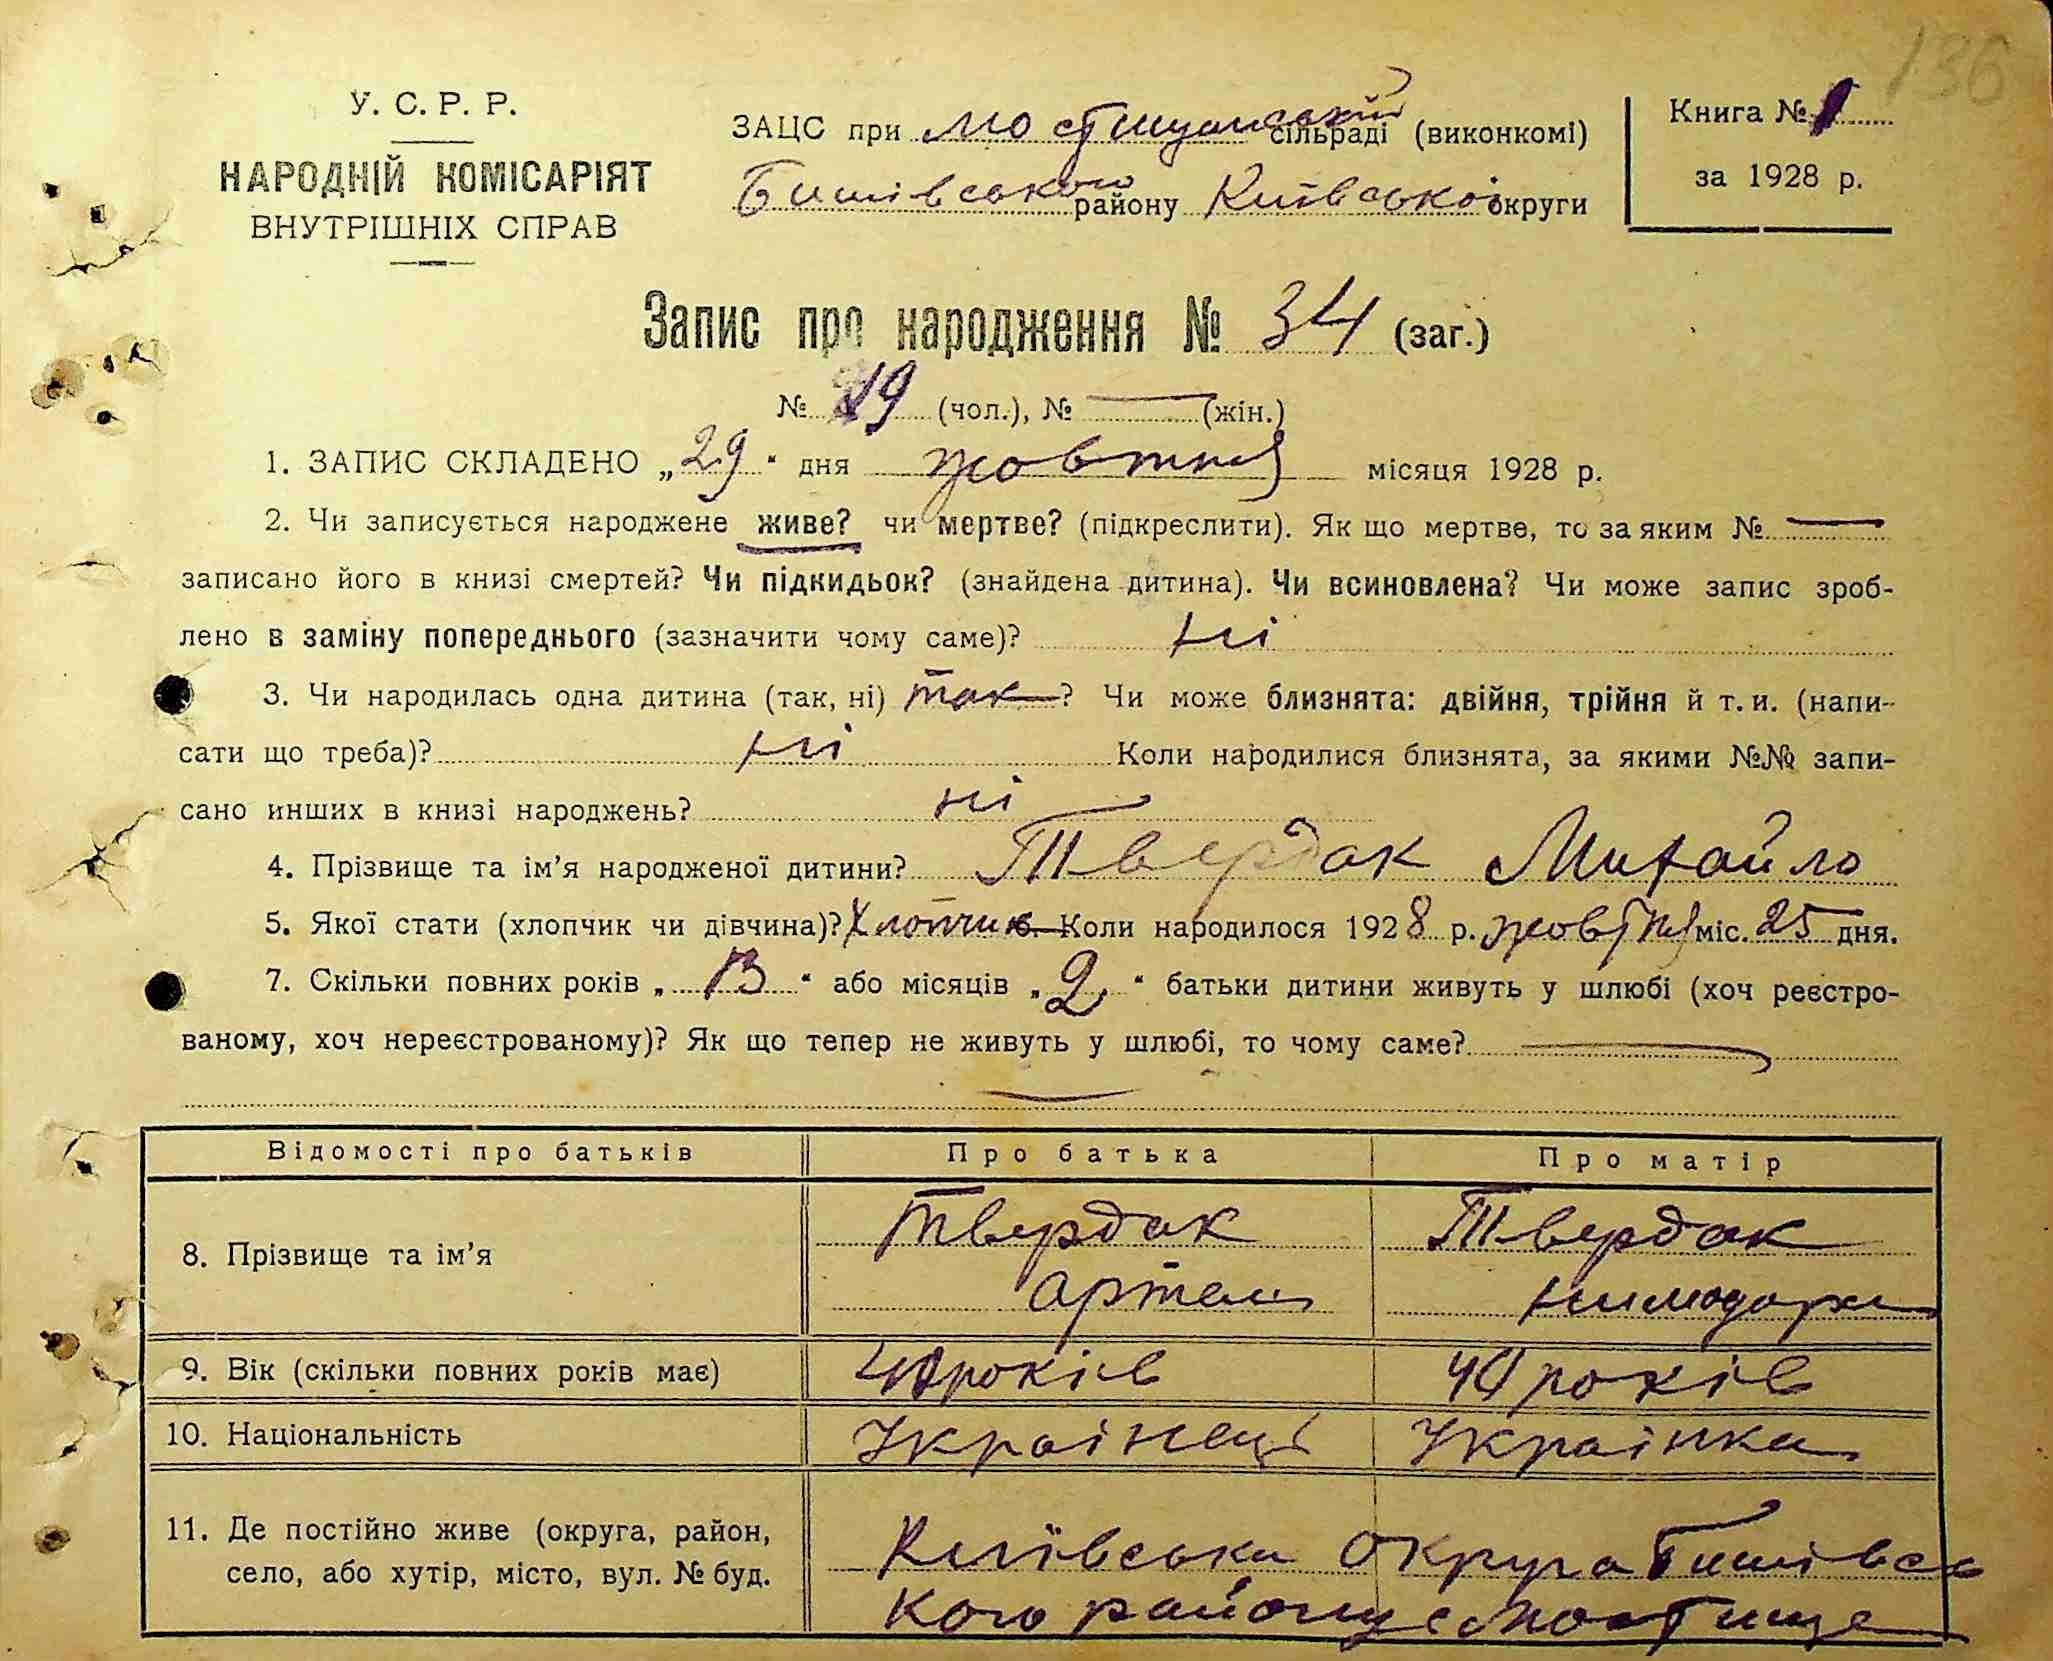 136
У. С. Р. Р.
НАРОДНІЙ КОМІСАРІЯТ
ВНУТРІШНІХ СПРАВ
ЗАЦС при Мостищанській сільраді (виконкомі)
Бишівського району Київської округи
Книга № 1
за 1928 р.
Запис про народження № 34 (заг.)
№ 19 (чол.), № — (жін.)
1. ЗАПИС СКЛАДЕНО „29“ дня жовтня місяця 1928 р.
2. Чи записується народжене живе? чи мертве? (підкреслити). Як що мертве, то за яким № —
записано його в книзі смертей? Чи підкидьок? (знайдена дитина). Чи всиновлена? Чи може запис зроб-
лено в заміну попереднього (зазначити чому саме)? ні
3. Чи народилась одна дитина (так, ні) так? Чи може близнята: двійня, трійня й т. и. (напи-
сати що треба)? ні Коли народилися близнята, за якими №№ запи-
сано инших в книзі народжень? ні
4. Прізвище та ім’я народженої дитини? Твердак Михайло
5. Якої стати (хлопчик чи дівчина)? Хлопчик 6. Коли народилося 1928 р. жовтня міс. 25 дня.
7. Скільки повних років „13“ або місяців „2“ батьки дитини живуть у шлюбі (хоч реєстро-
ваному, хоч нереєстрованому)? Як що тепер не живуть у шлюбі, то чому саме? —
Відомості про батьків Про батька Про матір
8. Прізвище та ім’я Твердак Твердак
Артем
9. Вік (скільки повних років має) років 40 років
10. Національність Українець Українка
11. Де постійно живе (округа, район,
село, або хутір, місто, вул. № буд.
Київська округа Бишівсь
кого району с Мостище